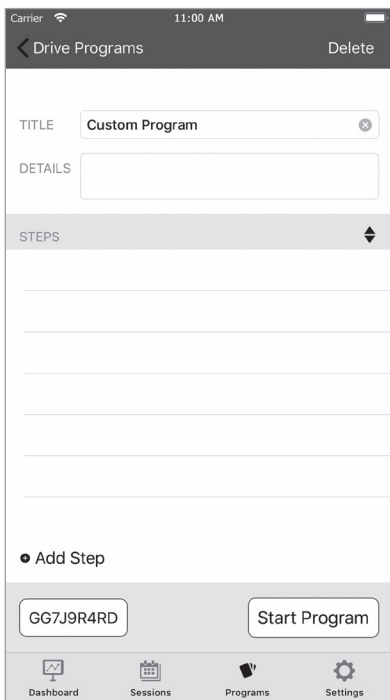 Carrier 11:00 AM
Drive Programs Delete
TITLE Custom Program
DETAILS
STEPS
Add Step
GG7J9R4RD Start Program
Dashboard Sessions Programs Settings